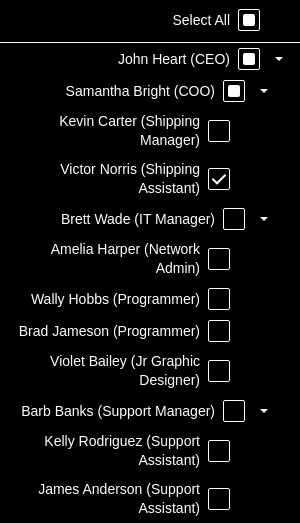 Select All
John Heart (CEO)
Samantha Bright (COO)
Kevin Carter (Shipping
Manager)
Victor Norris (Shipping
Assistant)
Brett Wade (IT Manager)
Amelia Harper (Network
Admin)
Wally Hobbs (Programmer)
Brad Jameson (Programmer)
Violet Bailey (Jr Graphic
Designer)
Barb Banks (Support Manager)
Kelly Rodriguez (Support
Assistant)
James Anderson (Support
Assistant)